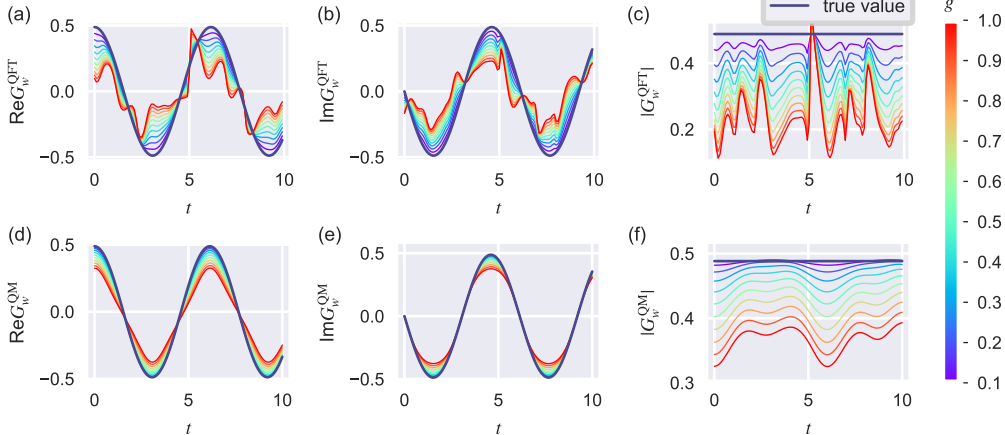 true value
(a)
(b)
(c)
g
ReG_w^QFT
0.5
0.0
−0.5
0
5
10
t
ImG_w^QFT
0.5
0.0
−0.5
0
5
10
t
|G_w^QFT|
0.4
0.2
0
5
10
t
(d)
(e)
(f)
ReG_w^QM
0.5
0.0
−0.5
0
5
10
t
ImG_w^QM
0.5
0.0
−0.5
0
5
10
t
|G_w^QM|
0.5
0.4
0.3
0
5
10
t
1.0
0.9
0.8
0.7
0.6
0.5
0.4
0.3
0.2
0.1